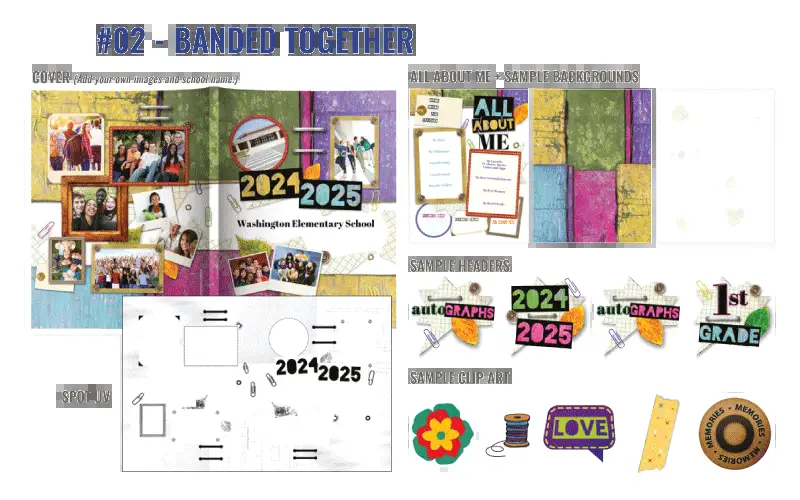 #02 - BANDED TOGETHER
COVER (Add your own images and school name.)
2024
2025
Washington Elementary School
2024
2025
SPOT UV
ALL ABOUT ME + SAMPLE BACKGROUNDS
ALL
ABOUT
ME
SAMPLE HEADERS
autoGRAPHS
2024
2025
autoGRAPHS
1st
GRADE
SAMPLE CLIP ART
LOVE
MEMORIES • MEMORIES • MEMORIES •